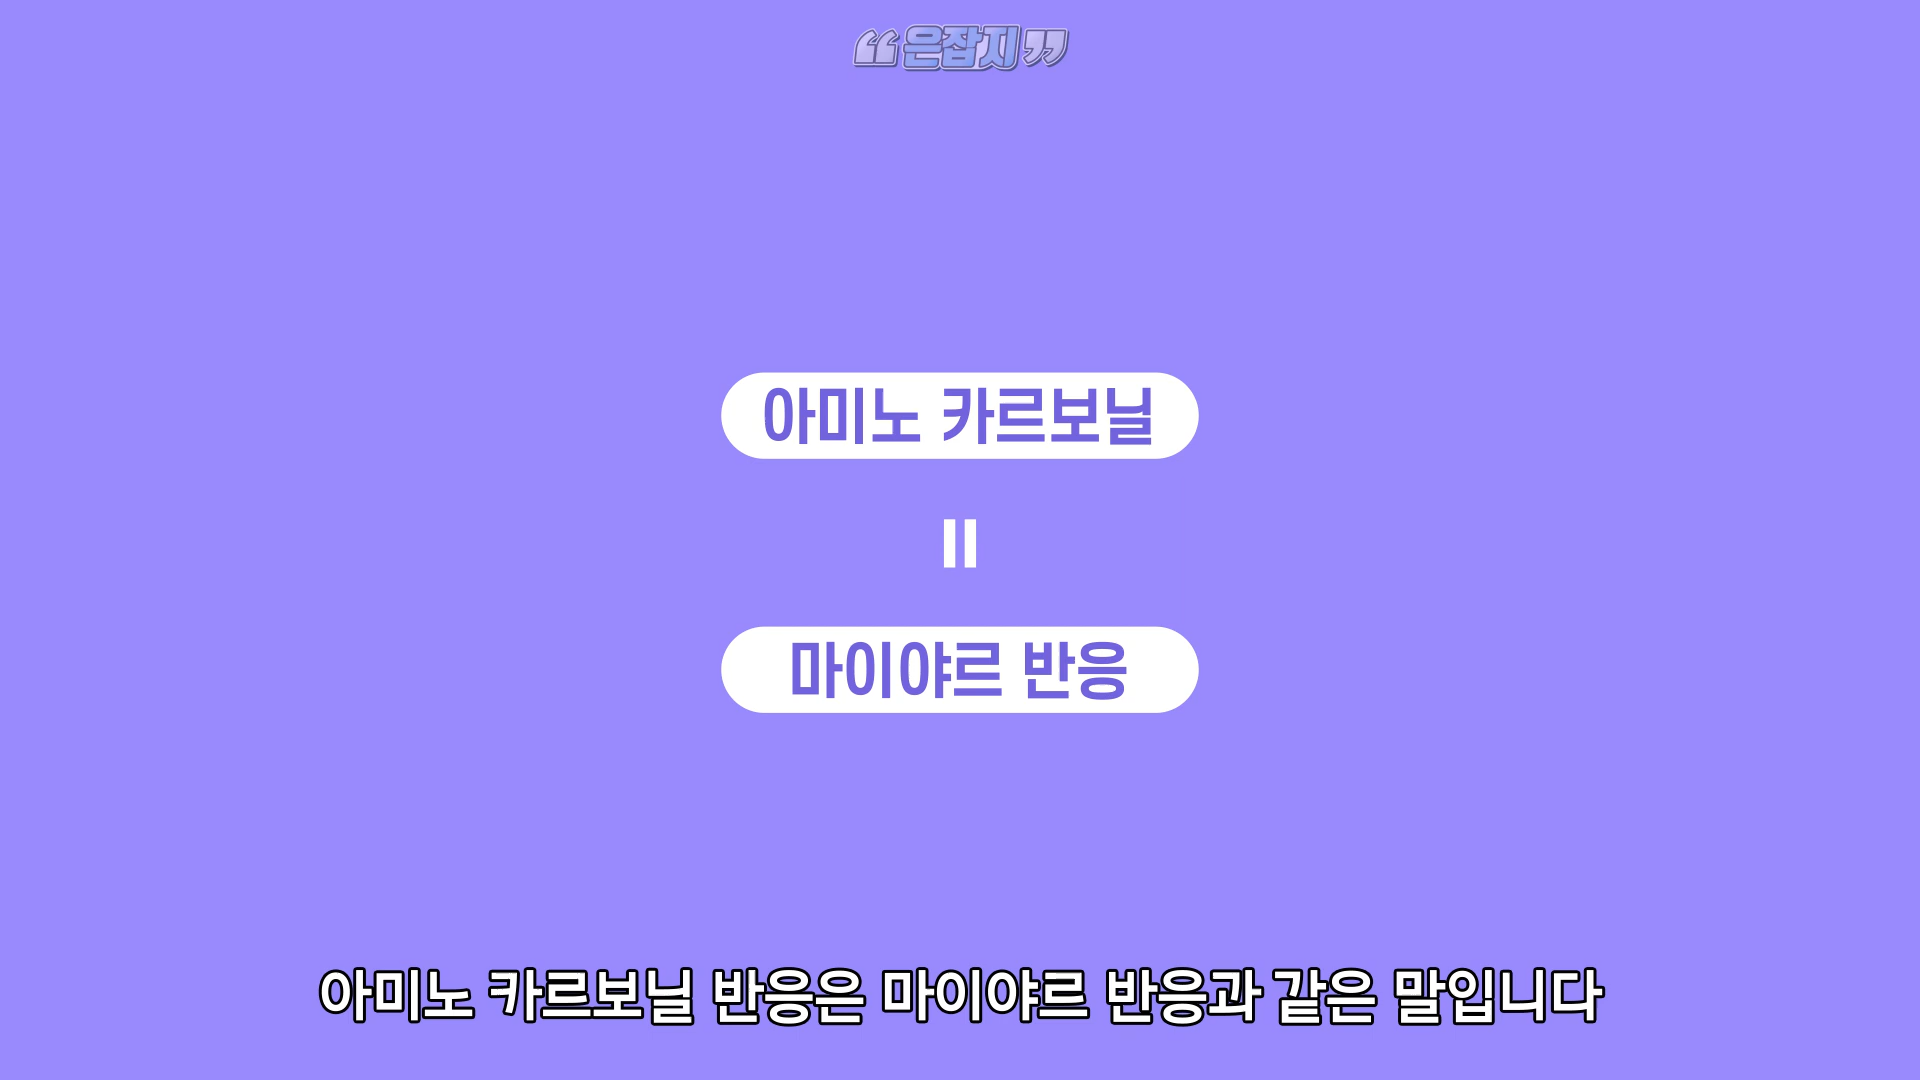 “은잡지”
아미노 카르보닐
=
마이야르 반응
아미노 카르보닐 반응은 마이야르 반응과 같은 말입니다